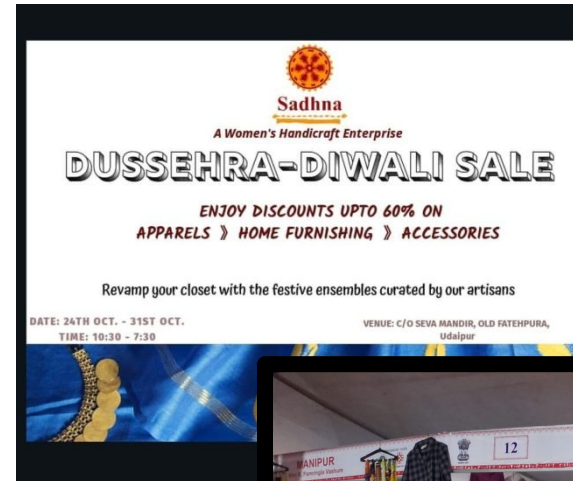 Sadhna
A Women's Handicraft Enterprise
DUSSEHRA-DIWALI SALE
ENJOY DISCOUNTS UPTO 60% ON
APPARELS 》 HOME FURNISHING 》 ACCESSORIES
Revamp your closet with the festive ensembles curated by our artisans
DATE: 24TH OCT. - 31ST OCT.
TIME: 10:30 - 7:30
VENUE: C/O SEVA MANDIR, OLD FATEHPURA,
Udaipur
12
MANIPUR